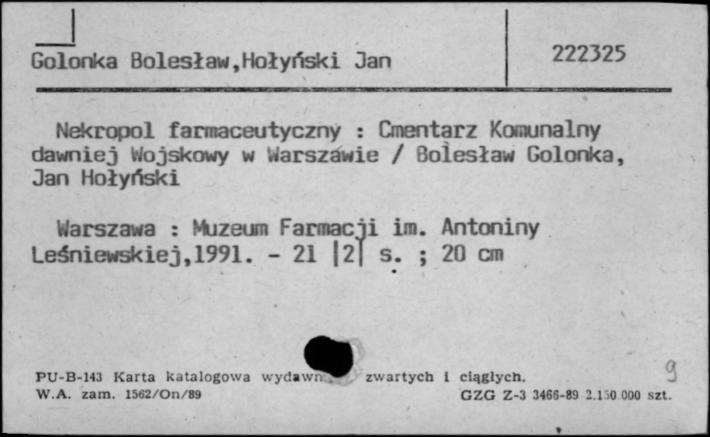 Golonka Bolesław,Hołyński Jan
222325
Nekropol farmaceutyczny : Cmentarz Komunalny
dawniej Wojskowy w Warszawie / Bolesław Golonka,
Jan Hołyński
Warszawa : Muzeum Farmacji im. Antoniny
Leśniewskiej,1991. - 21 |2| s. ; 20 cm
9
PU-B-143 Karta katalogowa wydawn zwartych i ciągłych.
W.A. zam. 1562/On/89
GZG Z-3 3466-89 2.150.000 szt.